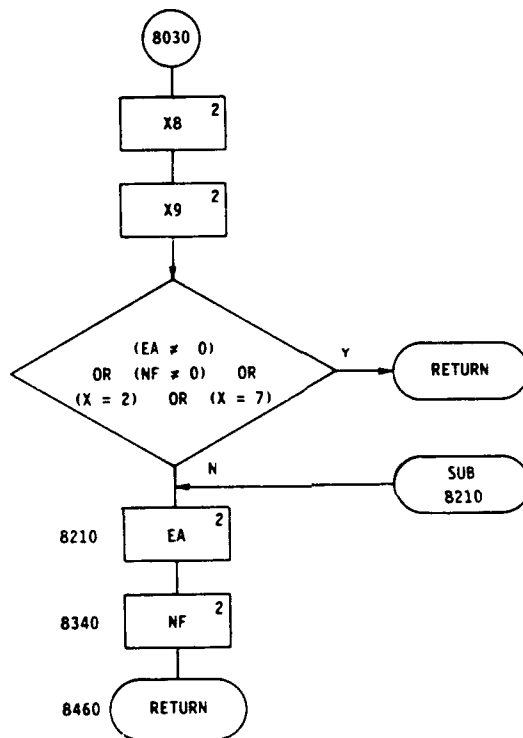 8030
2
X8
2
X9
(EA ≠ 0)
OR (NF ≠ 0) OR
(X = 2) OR (X = 7)
Y
RETURN
N
SUB
8210
8210
2
EA
8340
2
NF
8460
RETURN